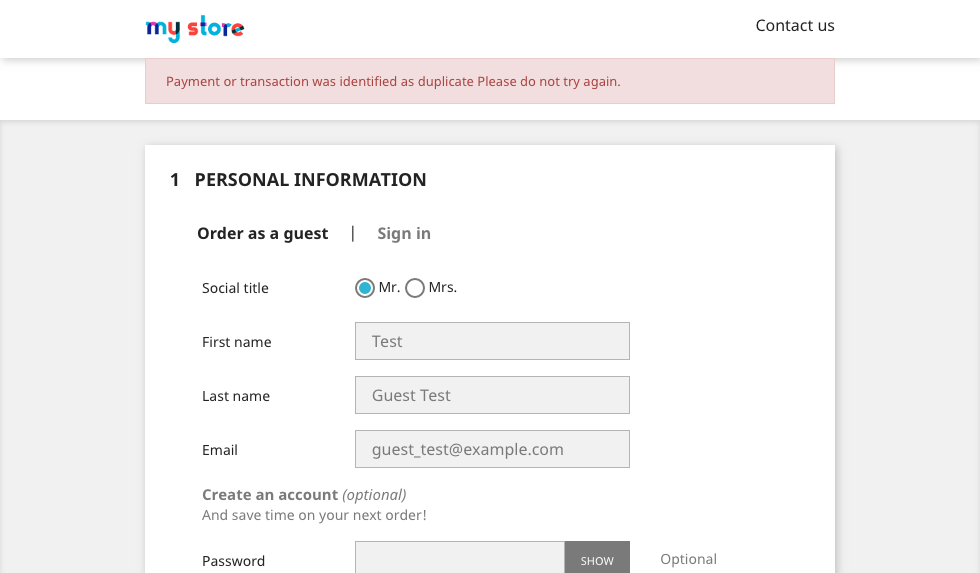 my store
Contact us
Payment or transaction was identified as duplicate Please do not try again.
1 PERSONAL INFORMATION
Order as a guest | Sign in
Social title Mr. Mrs.
First name Test
Last name Guest Test
Email guest_test@example.com
Create an account (optional)
And save time on your next order!
Password SHOW Optional